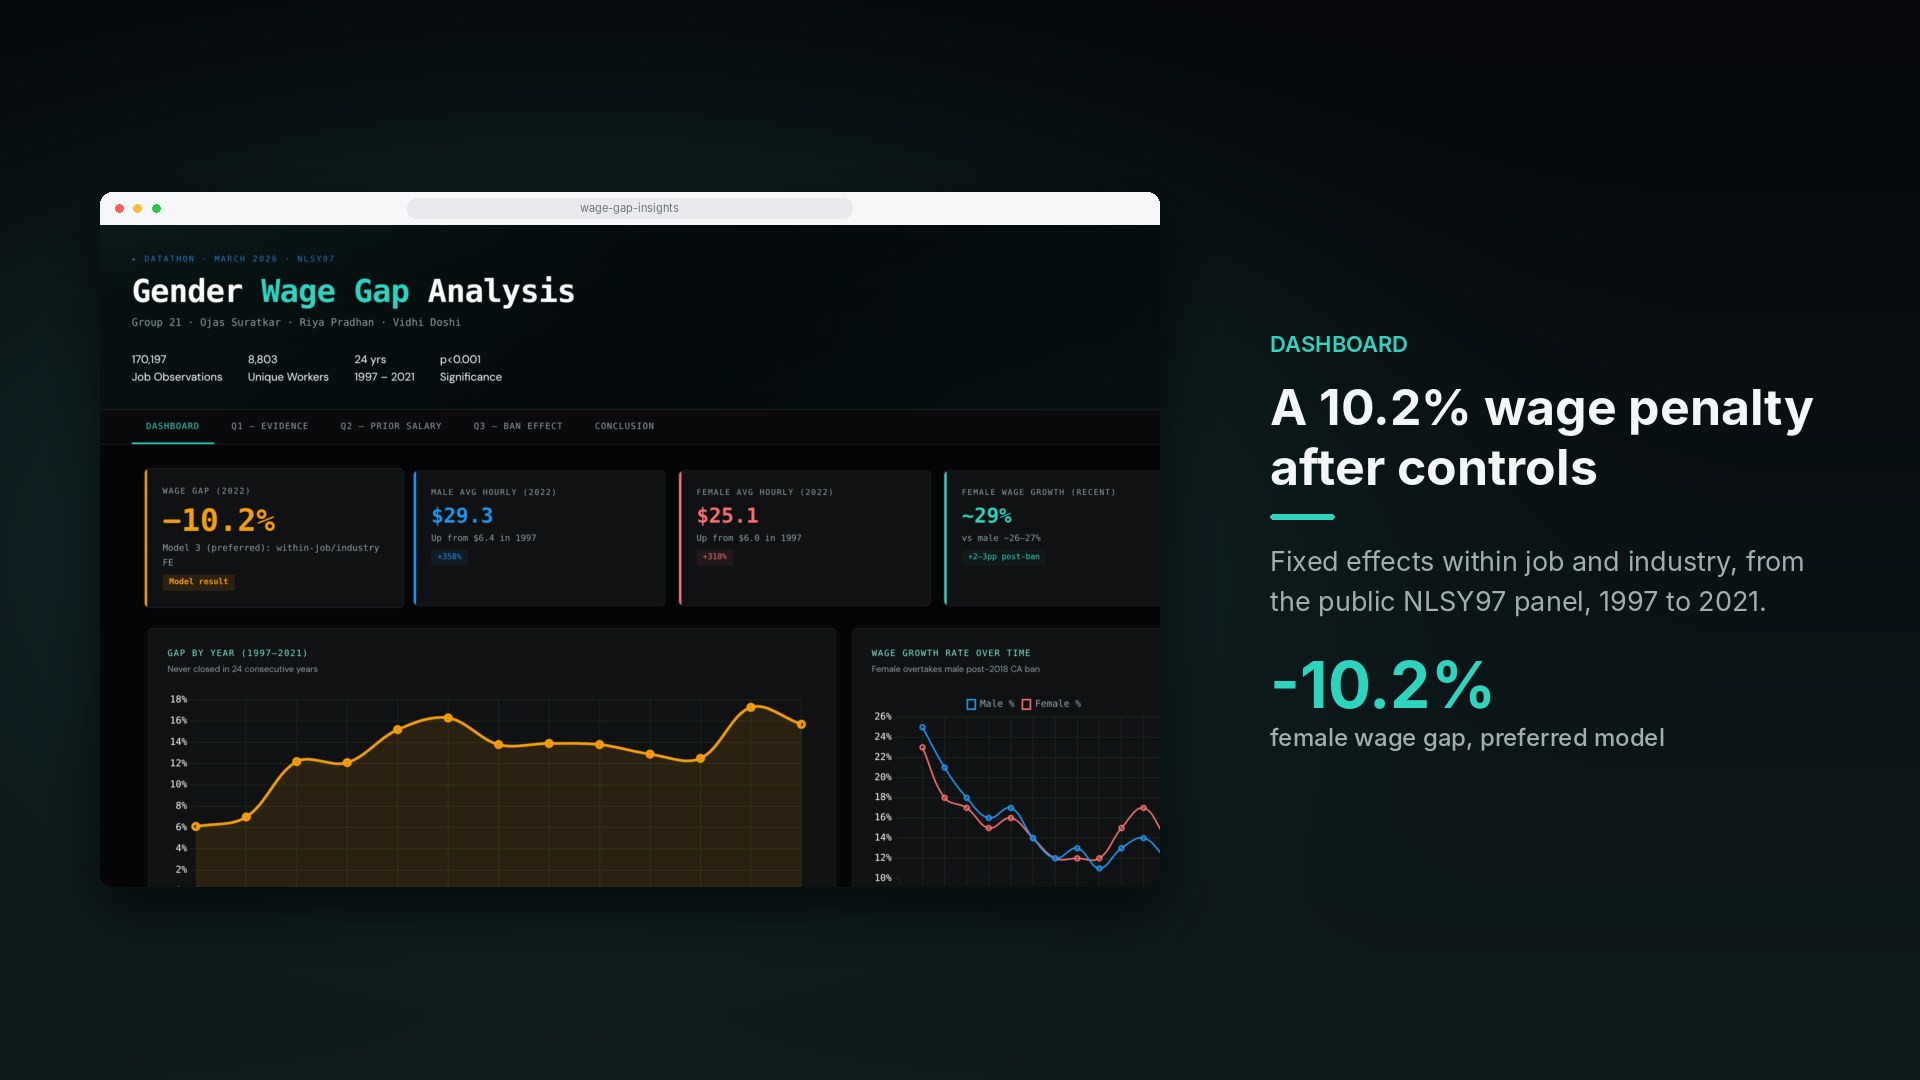 wage-gap-insights
▸ DATATHON · MARCH 2026 · NLSY97
Gender Wage Gap Analysis
Group 21 · Ojas Suratkar · Riya Pradhan · Vidhi Doshi
170,197
Job Observations
8,803
Unique Workers
24 yrs
1997 – 2021
p<0.001
Significance
DASHBOARD
Q1 — EVIDENCE
Q2 — PRIOR SALARY
Q3 — BAN EFFECT
CONCLUSION
WAGE GAP (2022)
−10.2%
Model 3 (preferred): within-job/industry
FE
Model result
MALE AVG HOURLY (2022)
$29.3
Up from $6.4 in 1997
+358%
FEMALE AVG HOURLY (2022)
$25.1
Up from $6.0 in 1997
+318%
FEMALE WAGE GROWTH (RECENT)
~29%
vs male ~26–27%
+2–3pp post-ban
GAP BY YEAR (1997–2021)
Never closed in 24 consecutive years
18%
16%
14%
12%
10%
8%
6%
4%
2%
WAGE GROWTH RATE OVER TIME
Female overtakes male post-2018 CA ban
Male %
Female %
26%
24%
22%
20%
18%
16%
14%
12%
10%
DASHBOARD
A 10.2% wage penalty
after controls
Fixed effects within job and industry, from
the public NLSY97 panel, 1997 to 2021.
-10.2%
female wage gap, preferred model